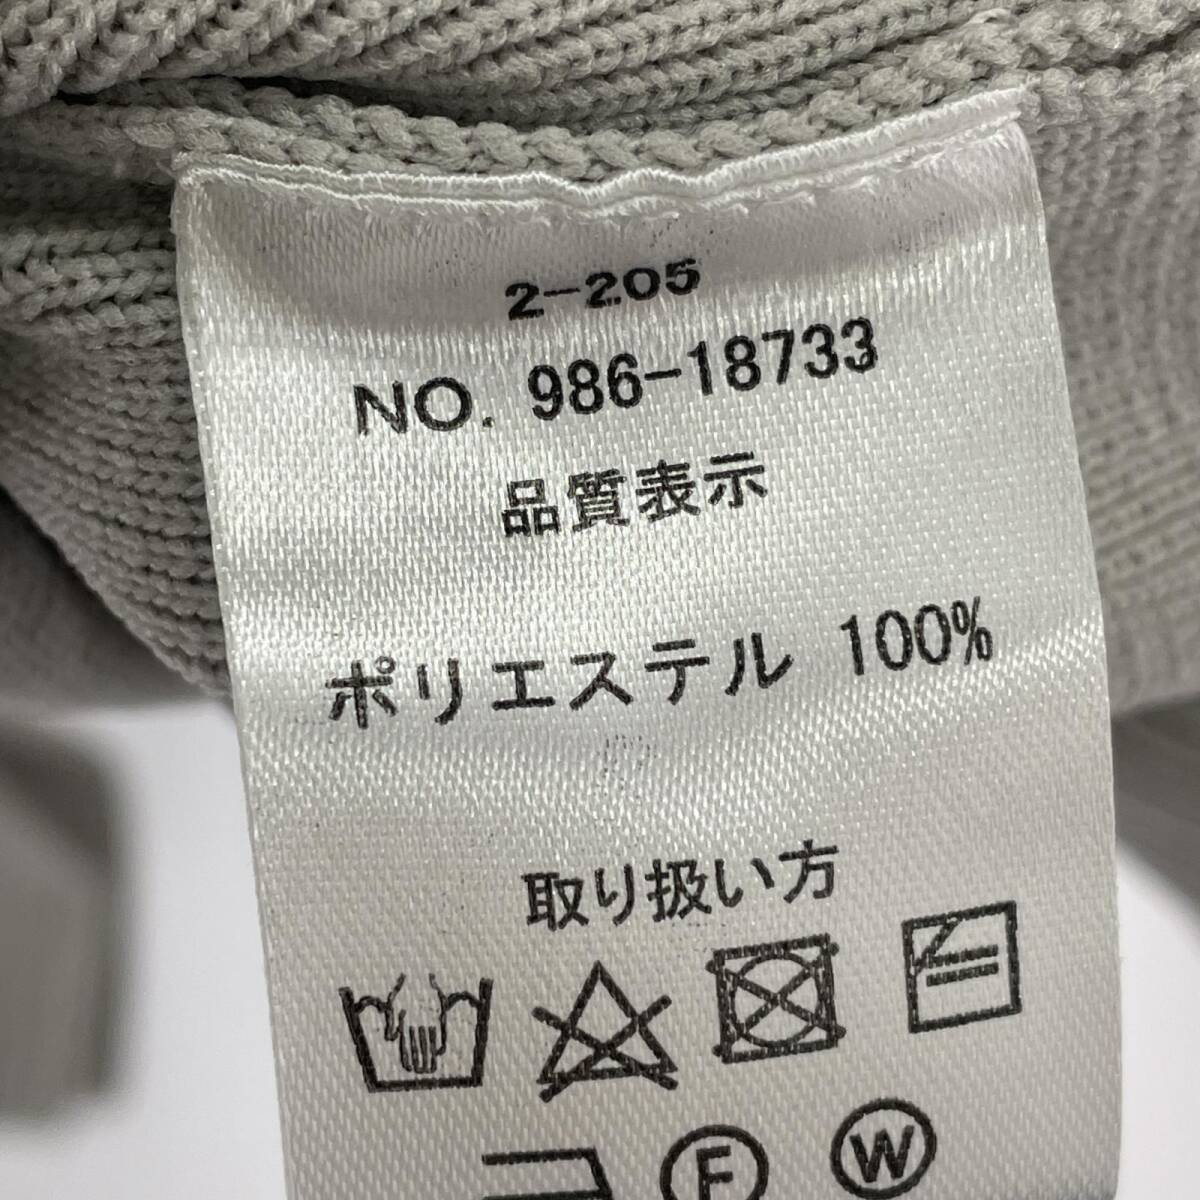 2-205
NO. 986-18733
品質表示
ポリエステル 100%
取り扱い方
F W